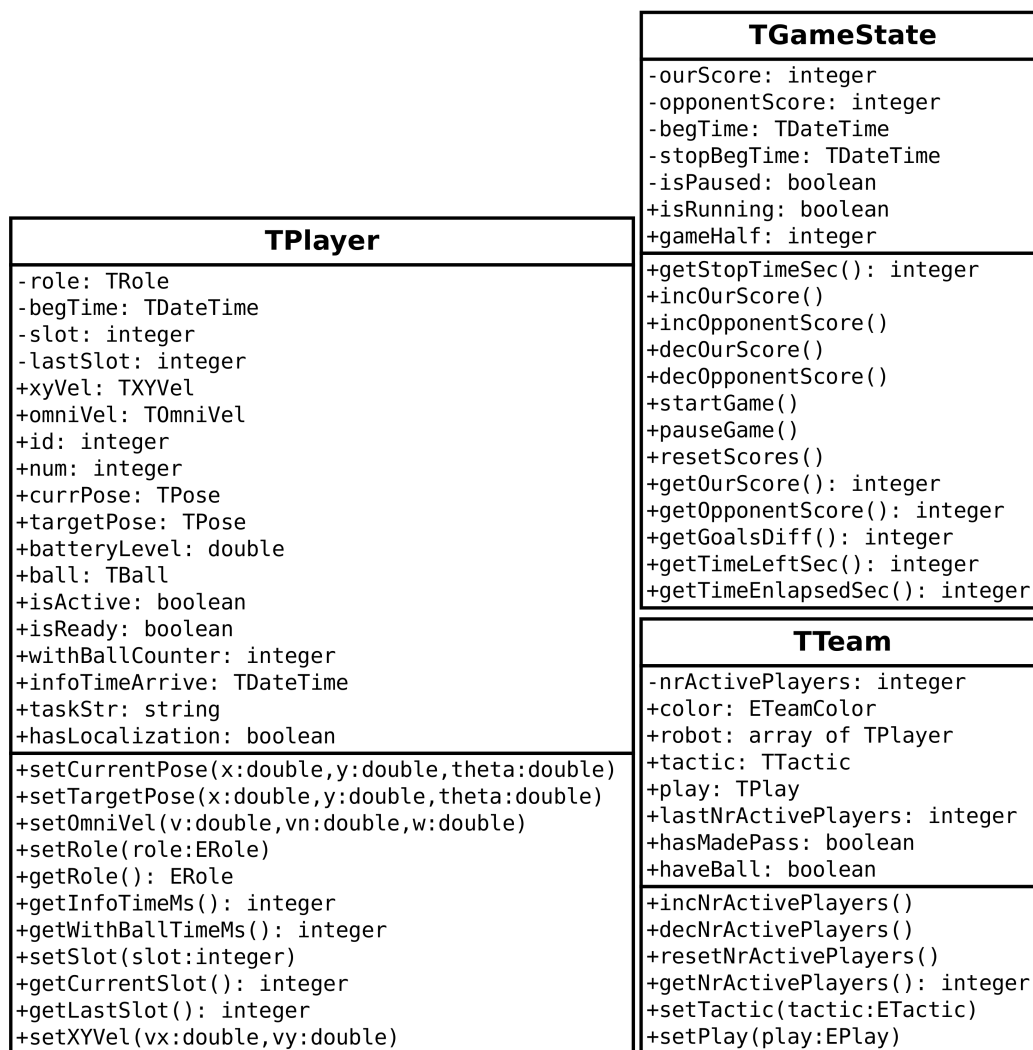 TGameState
-ourScore: integer
-opponentScore: integer
-begTime: TDateTime
-stopBegTime: TDateTime
-isPaused: boolean
+isRunning: boolean
+gameHalf: integer
+getStopTimeSec(): integer
+incOurScore()
+incOpponentScore()
+decOurScore()
+decOpponentScore()
+startGame()
+pauseGame()
+resetScores()
+getOurScore(): integer
+getOpponentScore(): integer
+getGoalsDiff(): integer
+getTimeLeftSec(): integer
+getTimeEnlapsedSec(): integer
TPlayer
-role: TRole
-begTime: TDateTime
-slot: integer
-lastSlot: integer
+xyVel: TXYVel
+omniVel: TOmniVel
+id: integer
+num: integer
+currPose: TPose
+targetPose: TPose
+batteryLevel: double
+ball: TBall
+isActive: boolean
+isReady: boolean
+withBallCounter: integer
+infoTimeArrive: TDateTime
+taskStr: string
+hasLocalization: boolean
+setCurrentPose(x:double,y:double,theta:double)
+setTargetPose(x:double,y:double,theta:double)
+setOmniVel(v:double,vn:double,w:double)
+setRole(role:ERole)
+getRole(): ERole
+getInfoTimeMs(): integer
+getWithBallTimeMs(): integer
+setSlot(slot:integer)
+getCurrentSlot(): integer
+getLastSlot(): integer
+setXYVel(vx:double,vy:double)
TTeam
-nrActivePlayers: integer
+color: ETeamColor
+robot: array of TPlayer
+tactic: TTactic
+play: TPlay
+lastNrActivePlayers: integer
+hasMadePass: boolean
+haveBall: boolean
+incNrActivePlayers()
+decNrActivePlayers()
+resetNrActivePlayers()
+getNrActivePlayers(): integer
+setTactic(tactic:ETactic)
+setPlay(play:EPlay)